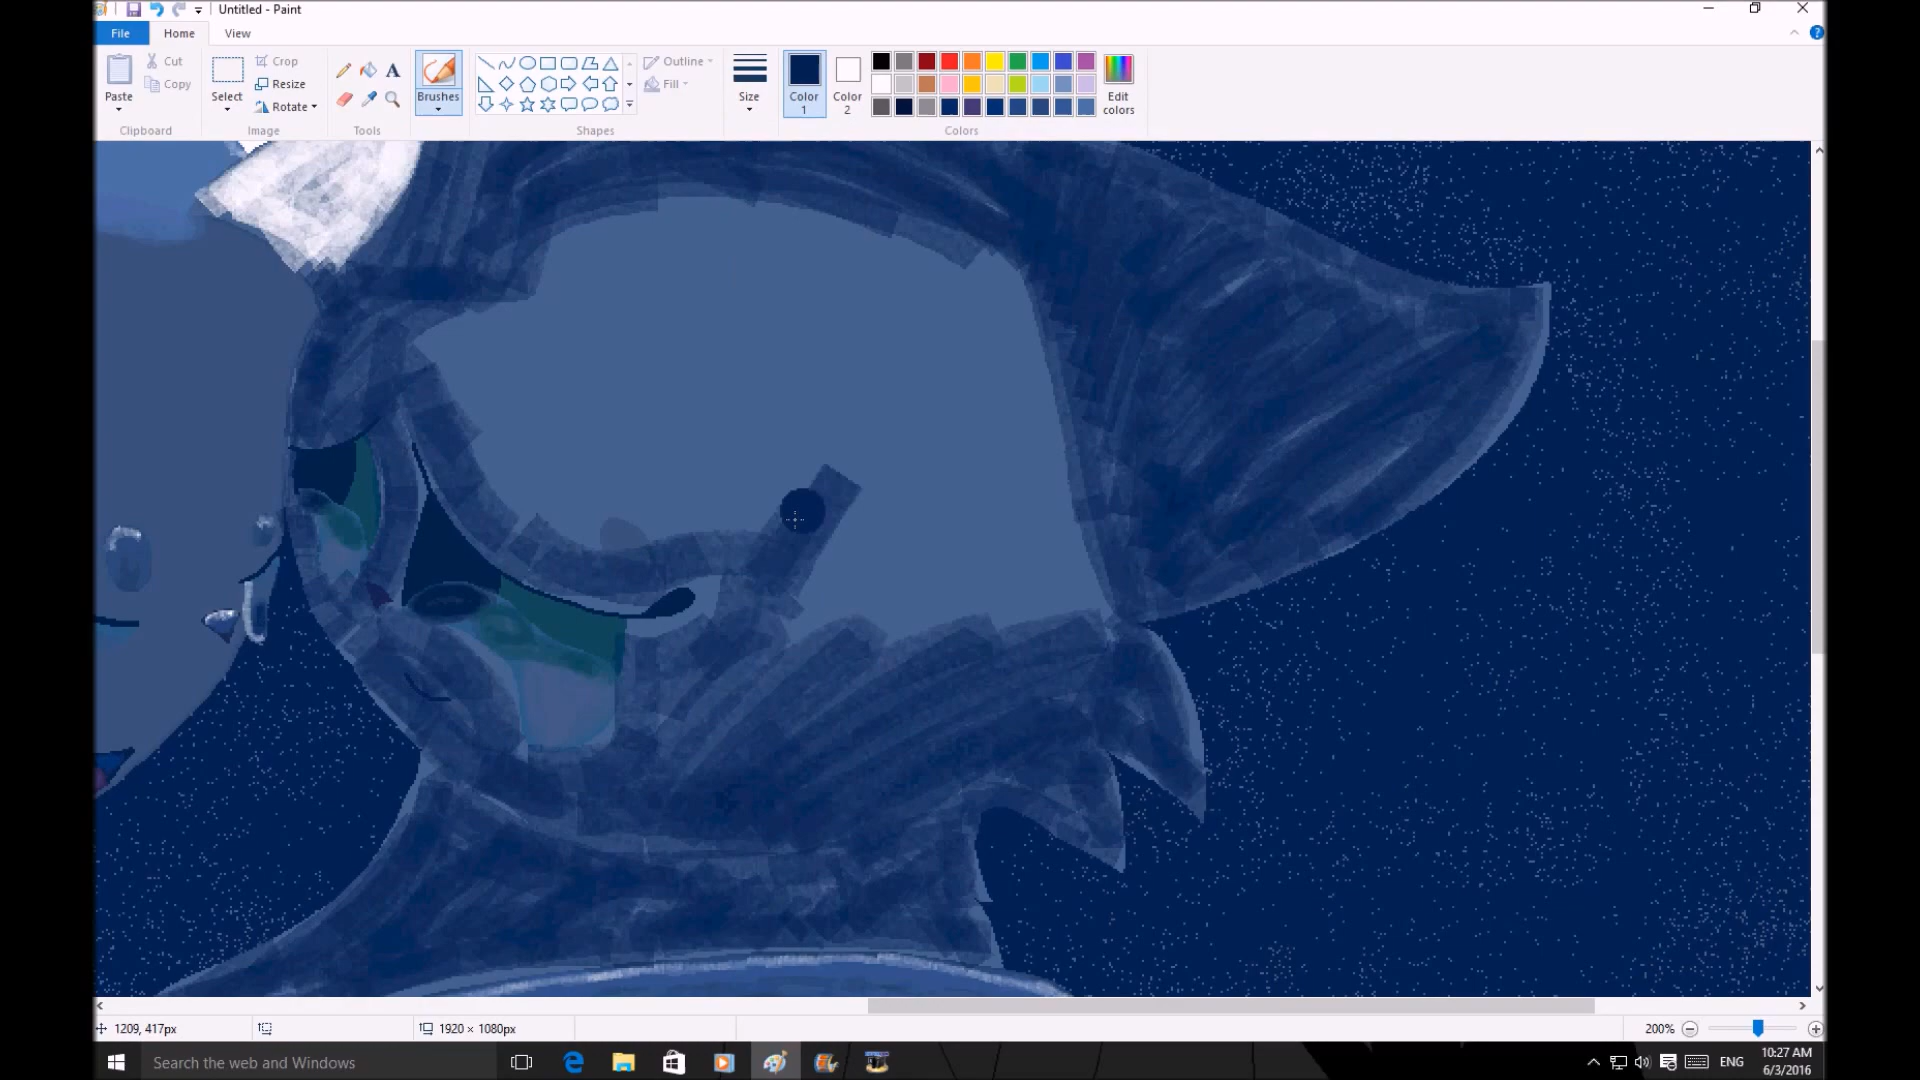 Untitled - Paint
File Home View
Paste
Cut
Copy
Clipboard
Select
Crop
Resize
Rotate
Image
A
Tools
Brushes
Outline
Fill
Shapes
Size
Color 1
Color 2
Edit colors
Colors
1209, 417px
1920 × 1080px
200%
Search the web and Windows
ENG
10:27 AM
6/3/2016